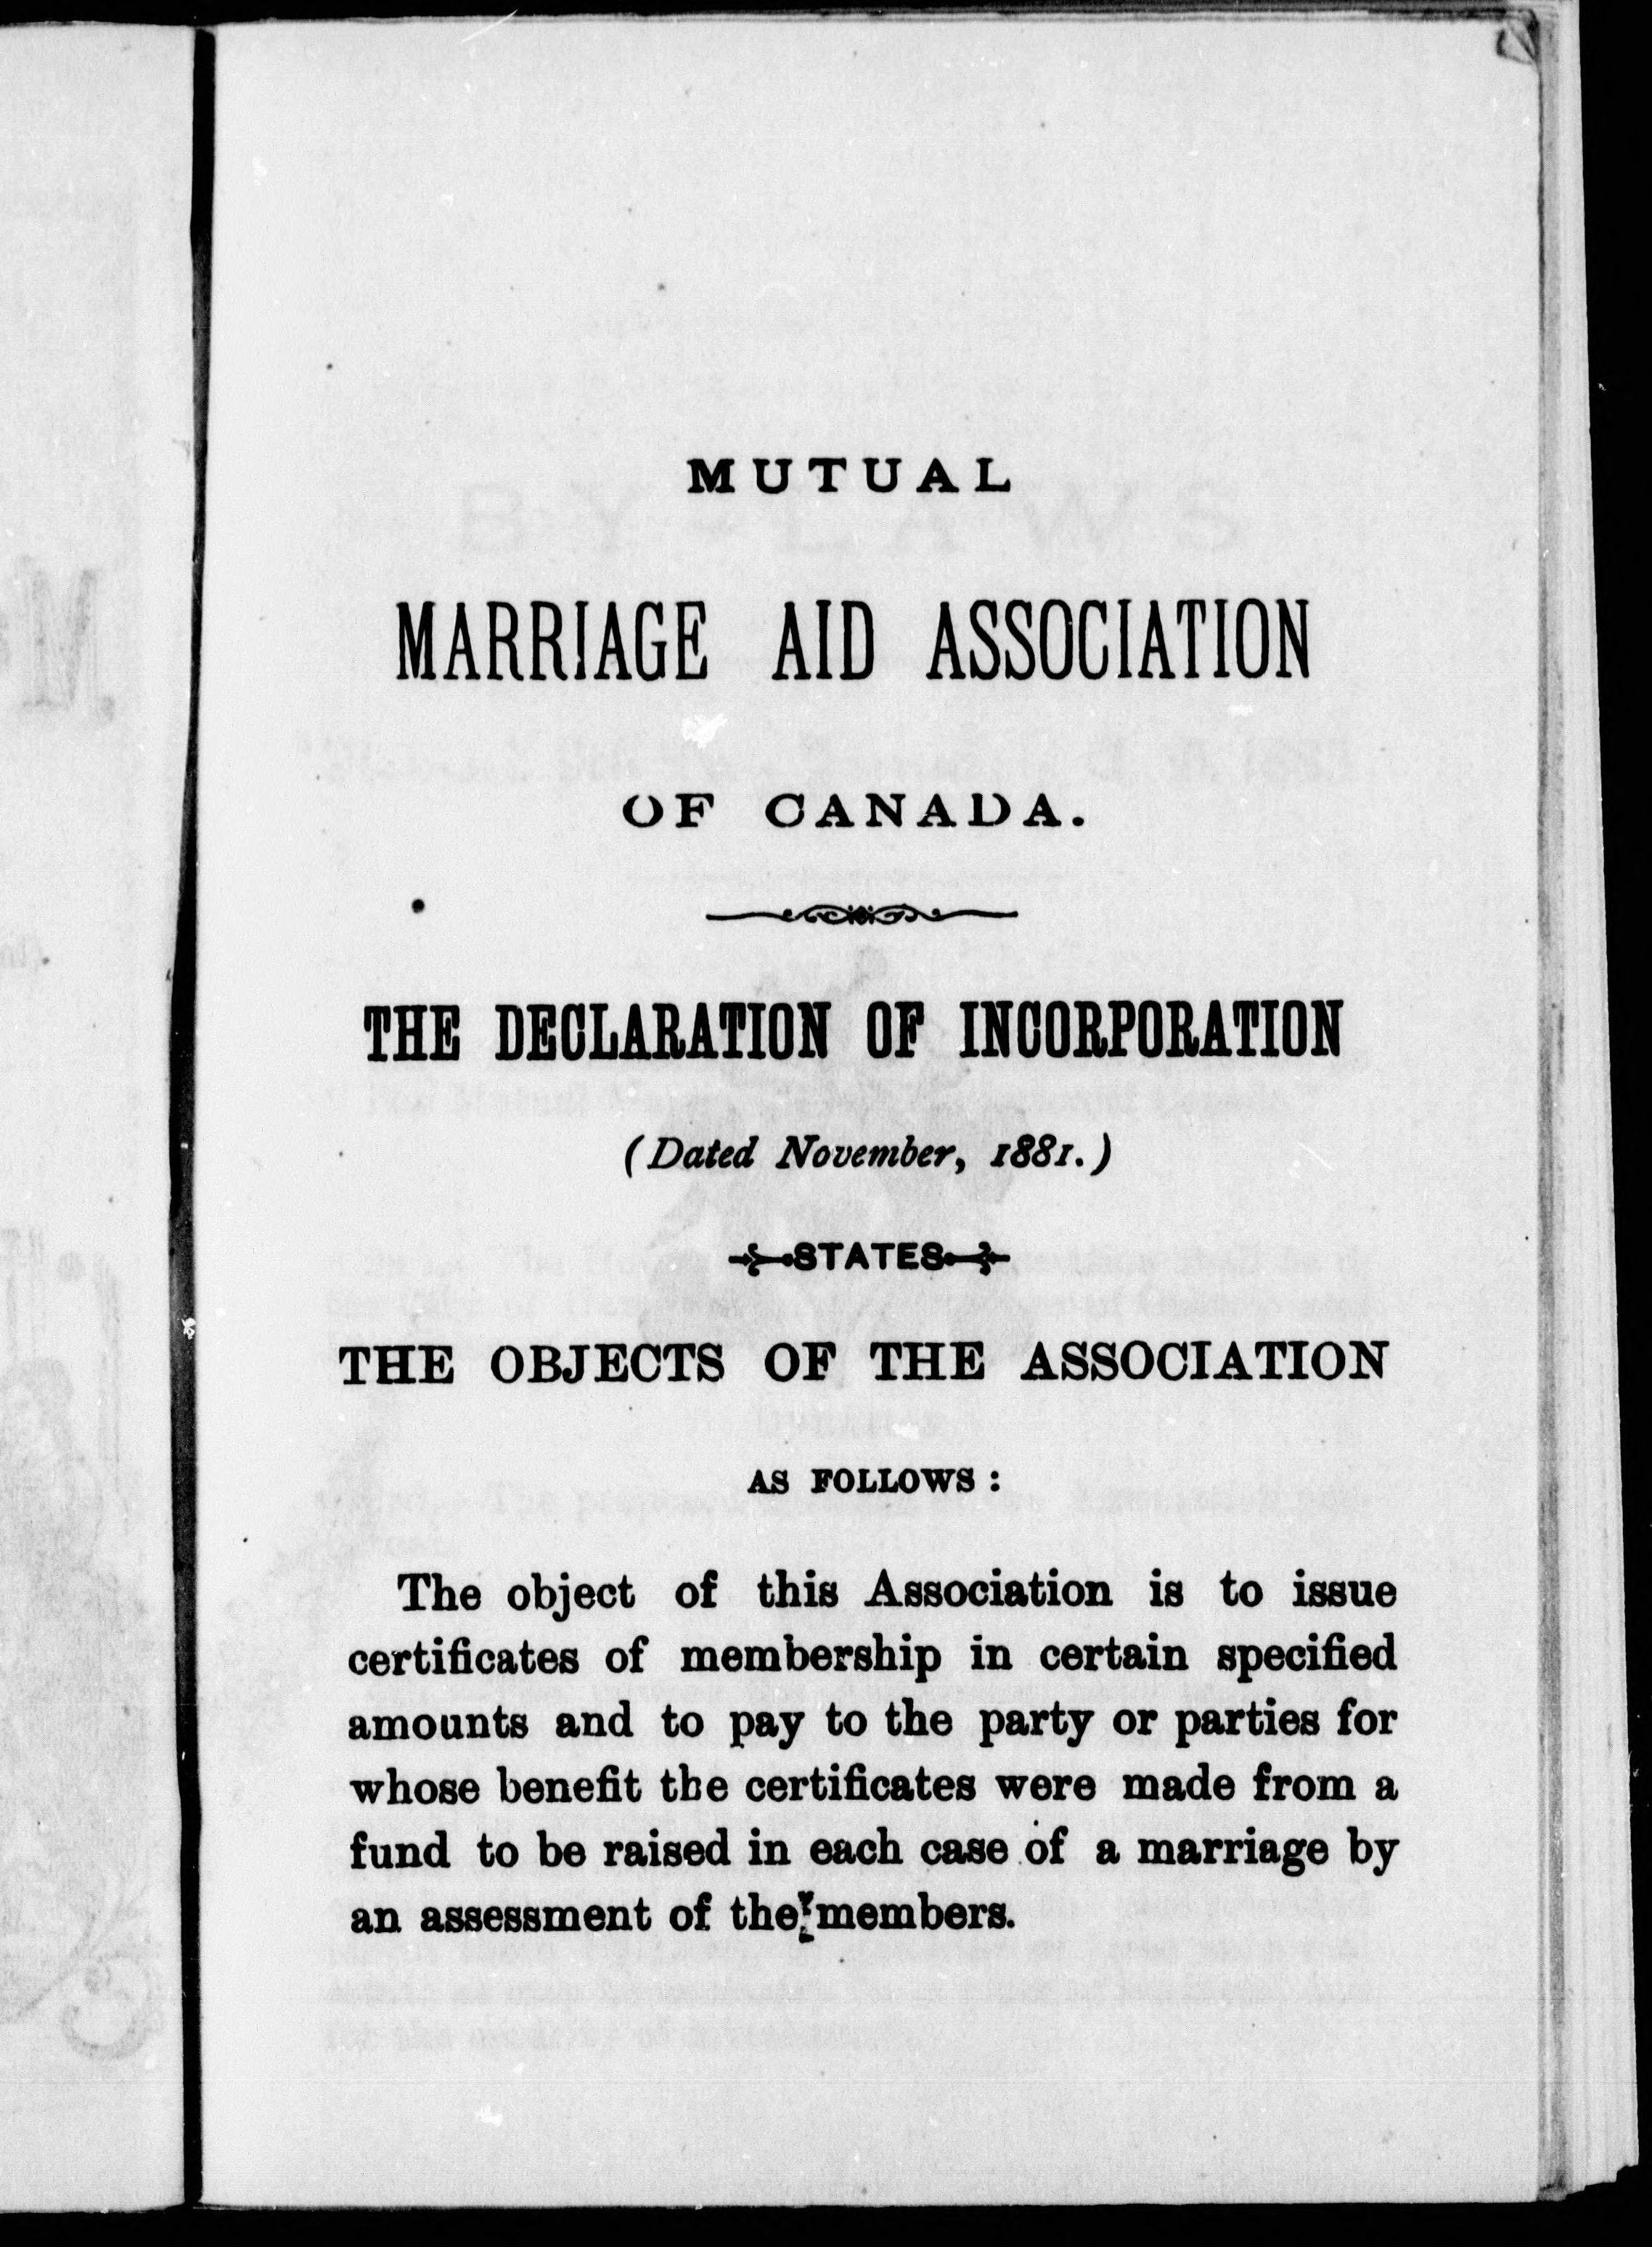 MUTUAL
MARRIAGE AID ASSOCIATION
OF CANADA.
THE DECLARATION OF INCORPORATION
(Dated November, 1881.)
STATES
THE OBJECTS OF THE ASSOCIATION
AS FOLLOWS:
The object of this Association is to issue
certificates of membership in certain specified
amounts and to pay to the party or parties for
whose benefit the certificates were made from a
fund to be raised in each case of a marriage by
an assessment of the members.